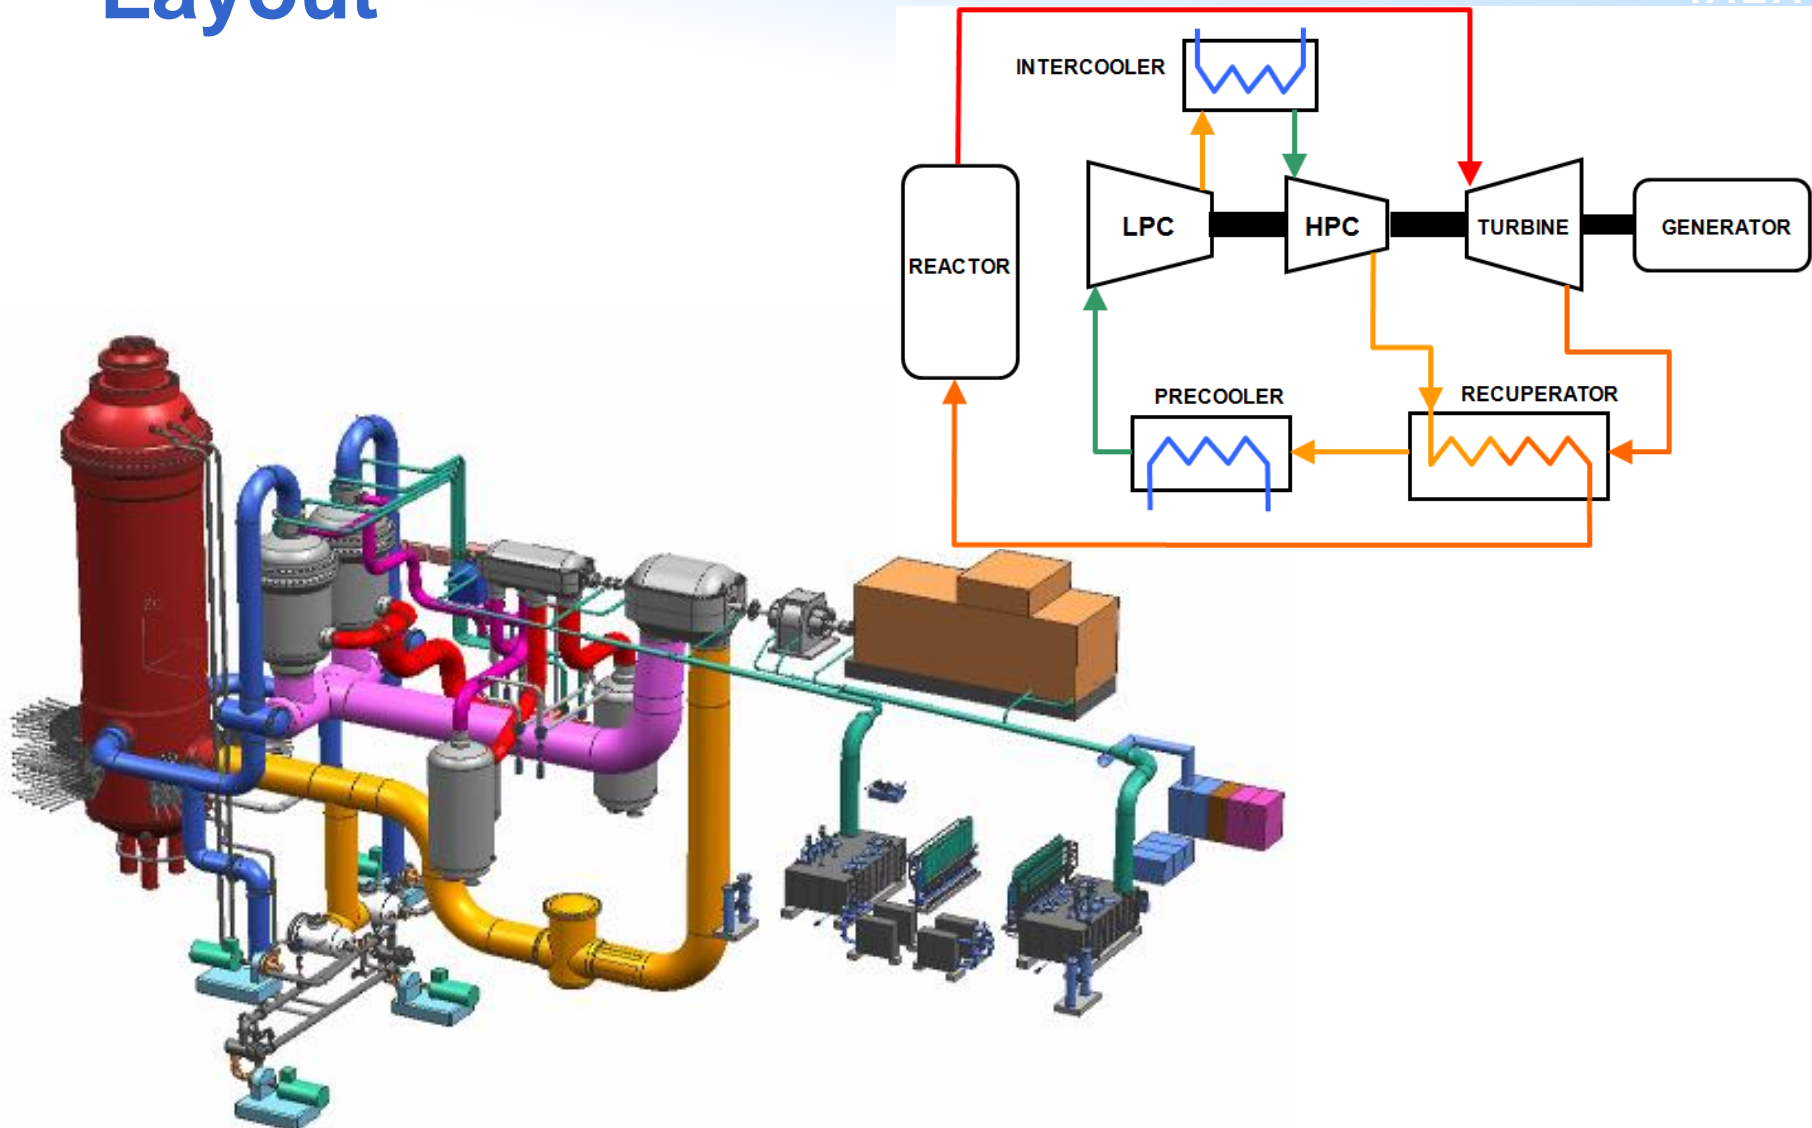 Layout
INTERCOOLER
LPC
HPC
TURBINE
GENERATOR
REACTOR
PRECOOLER
RECUPERATOR